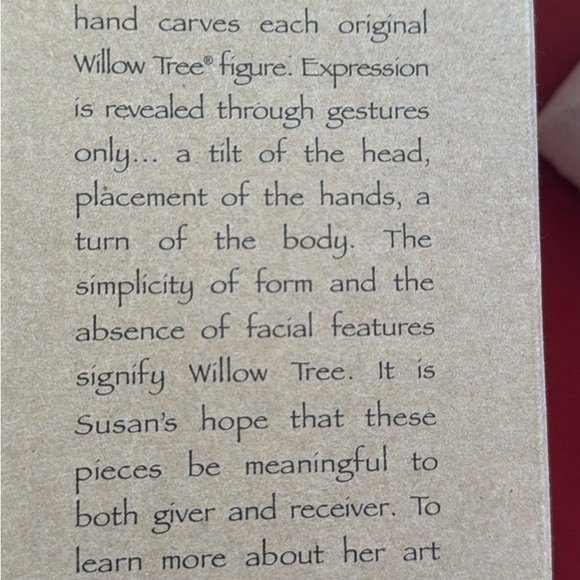 hand carves each original
Willow Tree® figure. Expression
is revealed through gestures
only... a tilt of the head,
placement of the hands, a
turn of the body. The
simplicity of form and the
absence of facial features
signify Willow Tree. It is
Susan's hope that these
pieces be meaningful to
both giver and receiver. To
learn more about her art